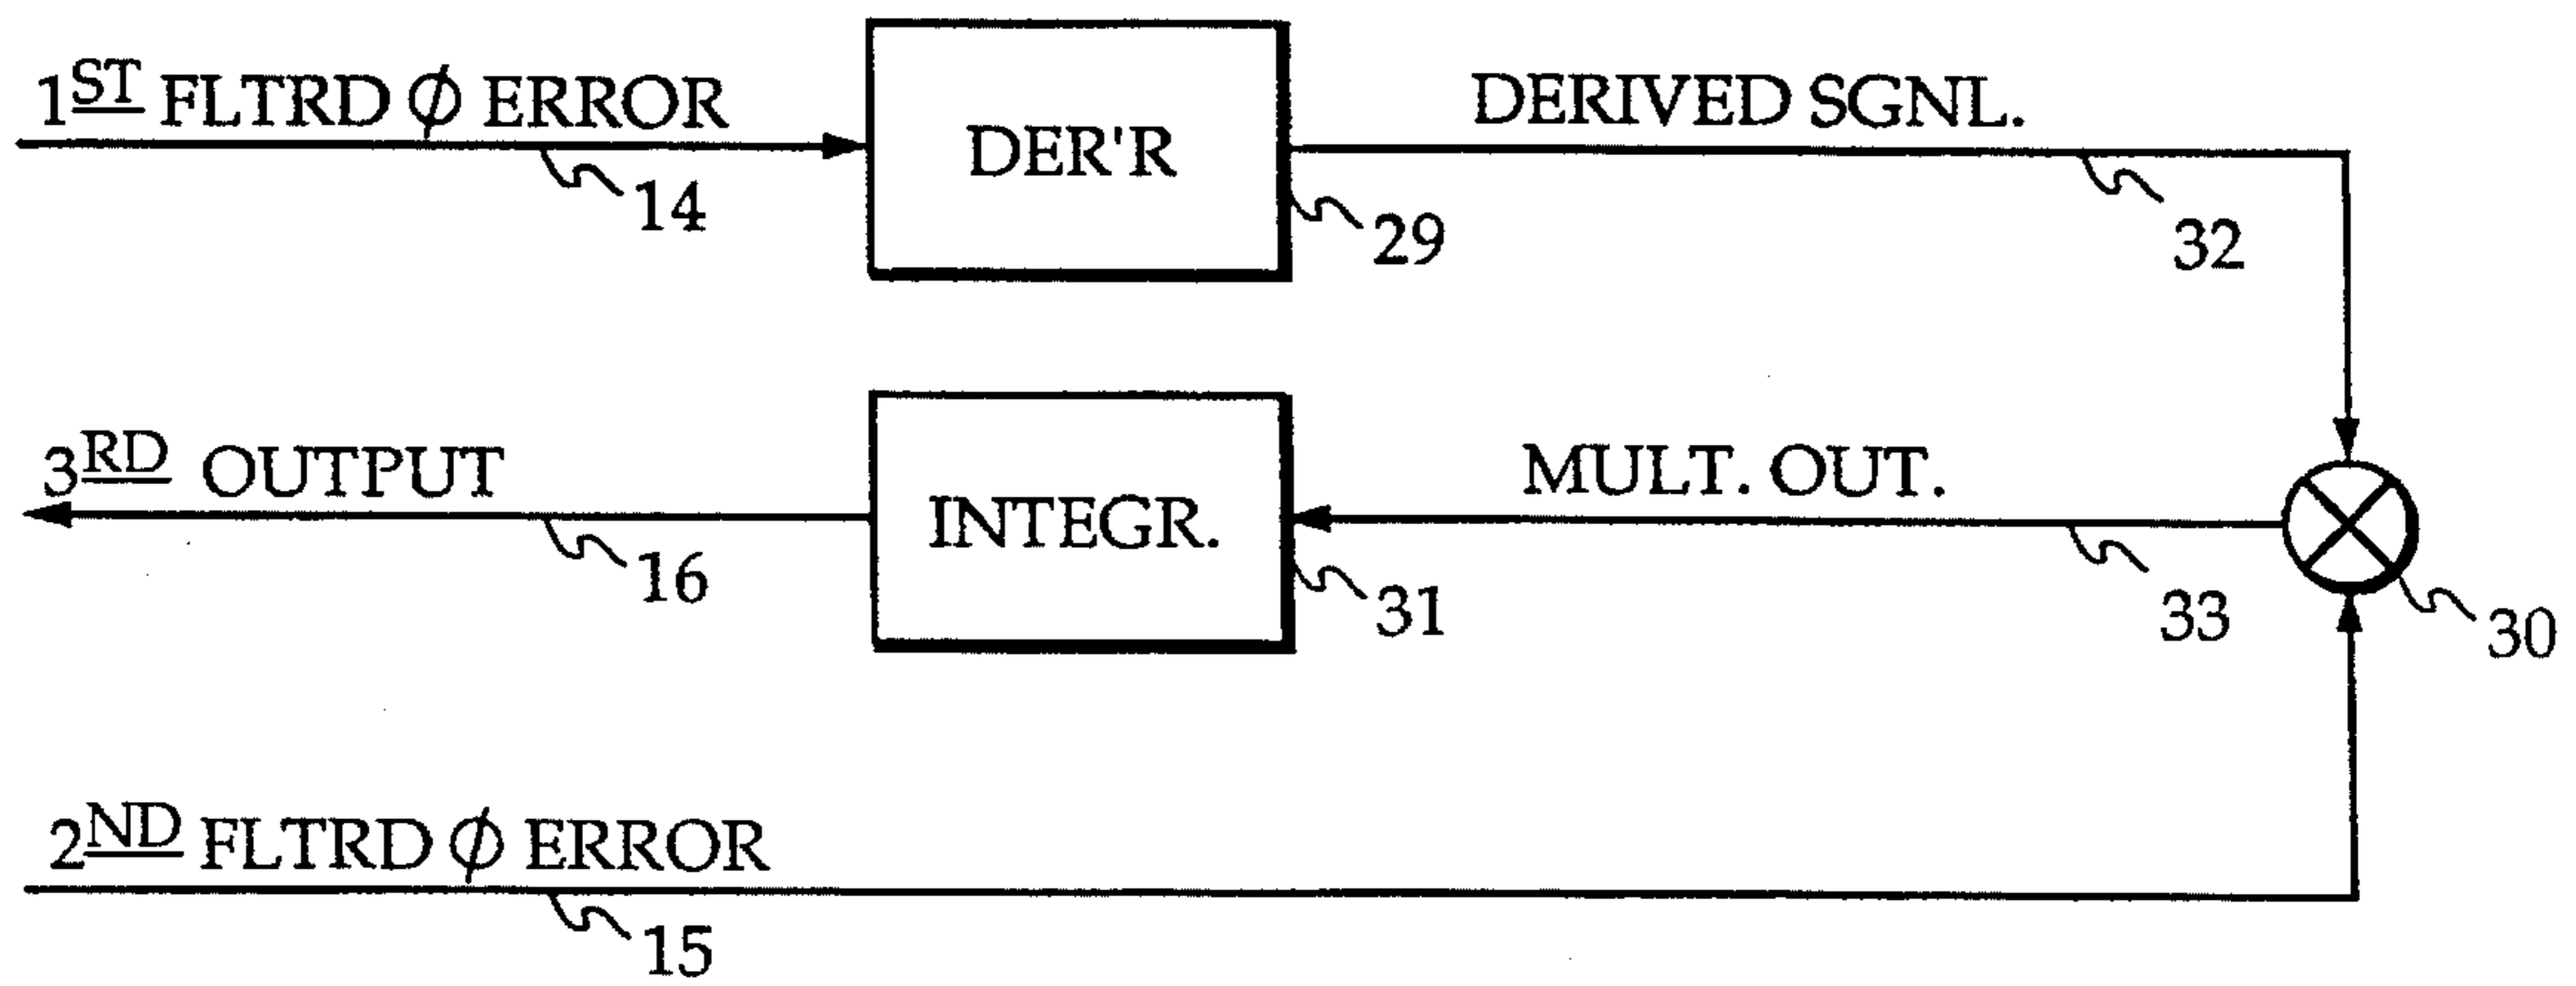 1ST FLTRD ϕ ERROR
14
DER'R
29
DERIVED SGNL.
32
3RD OUTPUT
16
INTEGR.
31
MULT. OUT.
33
30
2ND FLTRD ϕ ERROR
15